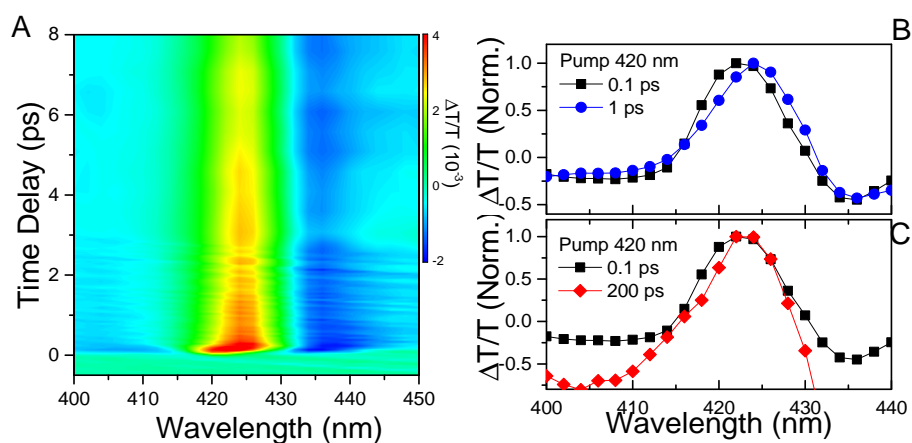 A
8
6
4
2
0
Time Delay (ps)
400 410 420 430 440 450
Wavelength (nm)
4
2
0
-2
ΔT/T (10⁻³)
B
1.0
0.5
0.0
-0.5
ΔT/T (Norm.)
Pump 420 nm
0.1 ps
1 ps
C
1.0
0.5
0.0
-0.5
ΔT/T (Norm.)
Pump 420 nm
0.1 ps
200 ps
400 410 420 430 440
Wavelength (nm)